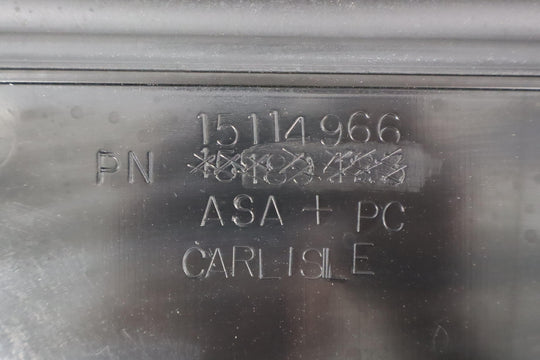 15114966
PN
ASA + PC
CARLISLE